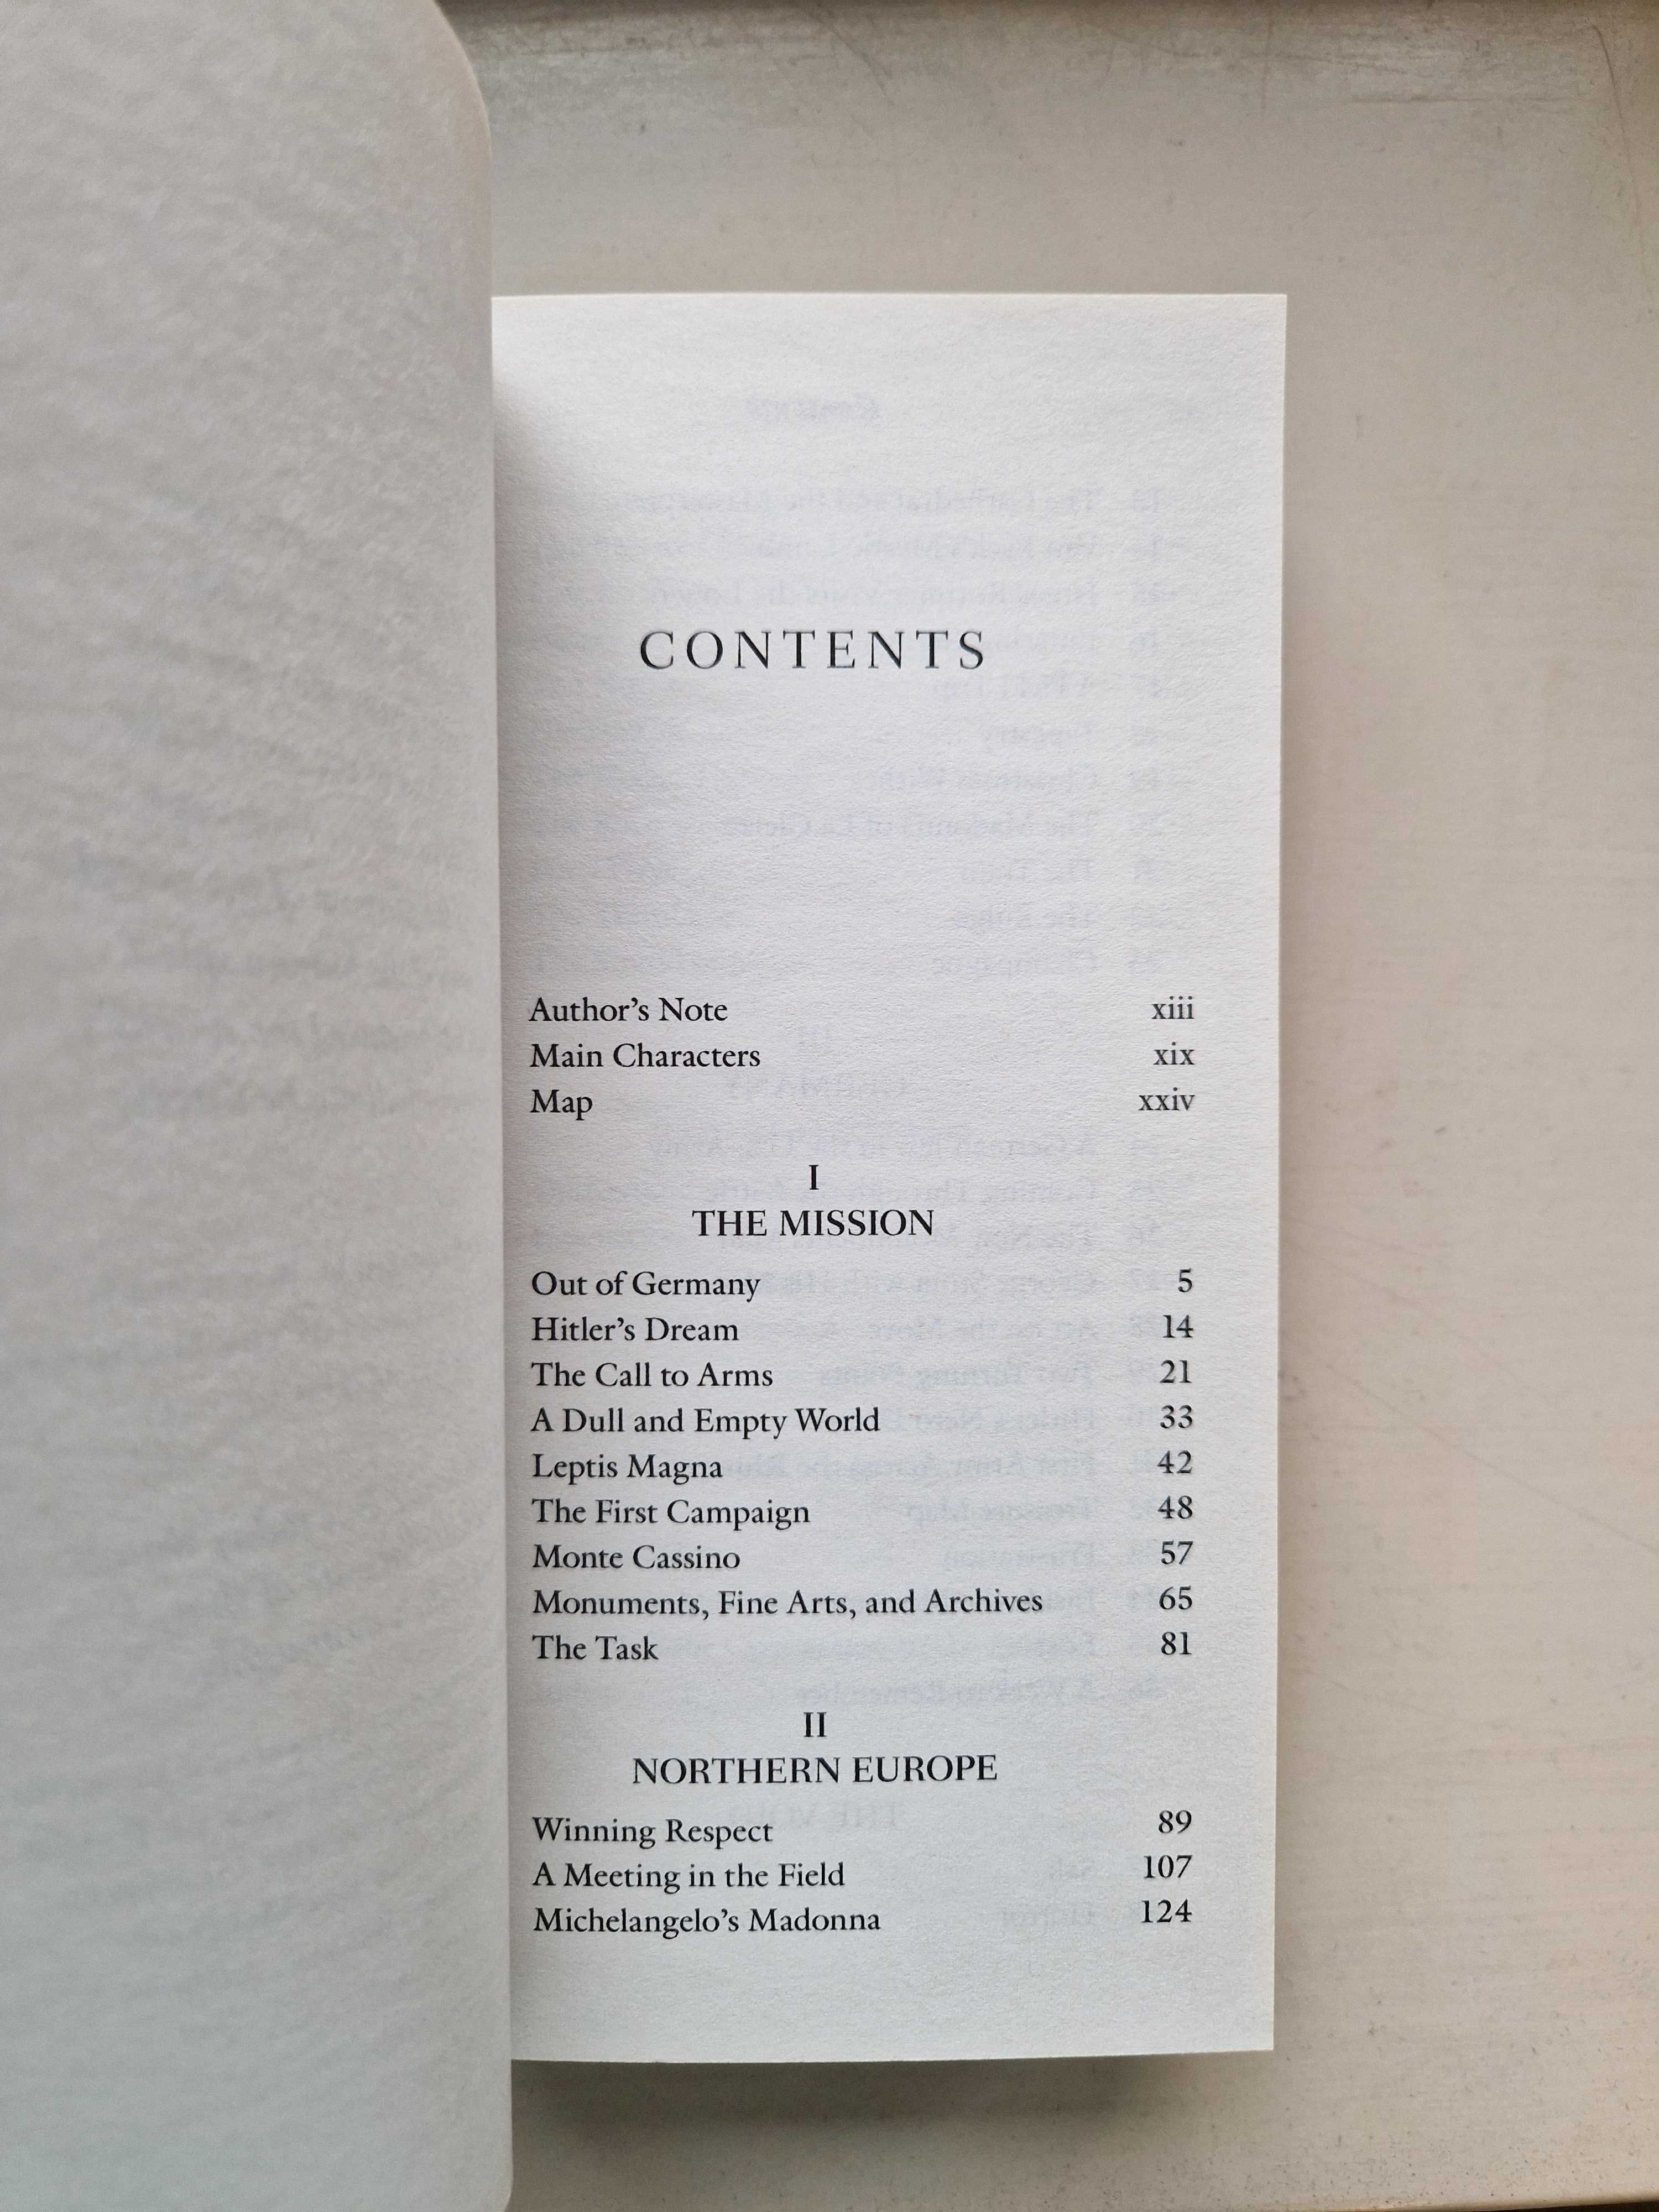 CONTENTS
Author's Note xiii
Main Characters xix
Map xxiv
I
THE MISSION
Out of Germany 5
Hitler's Dream 14
The Call to Arms 21
A Dull and Empty World 33
Leptis Magna 42
The First Campaign 48
Monte Cassino 57
Monuments, Fine Arts, and Archives 65
The Task 81
II
NORTHERN EUROPE
Winning Respect 89
A Meeting in the Field 107
Michelangelo's Madonna 124